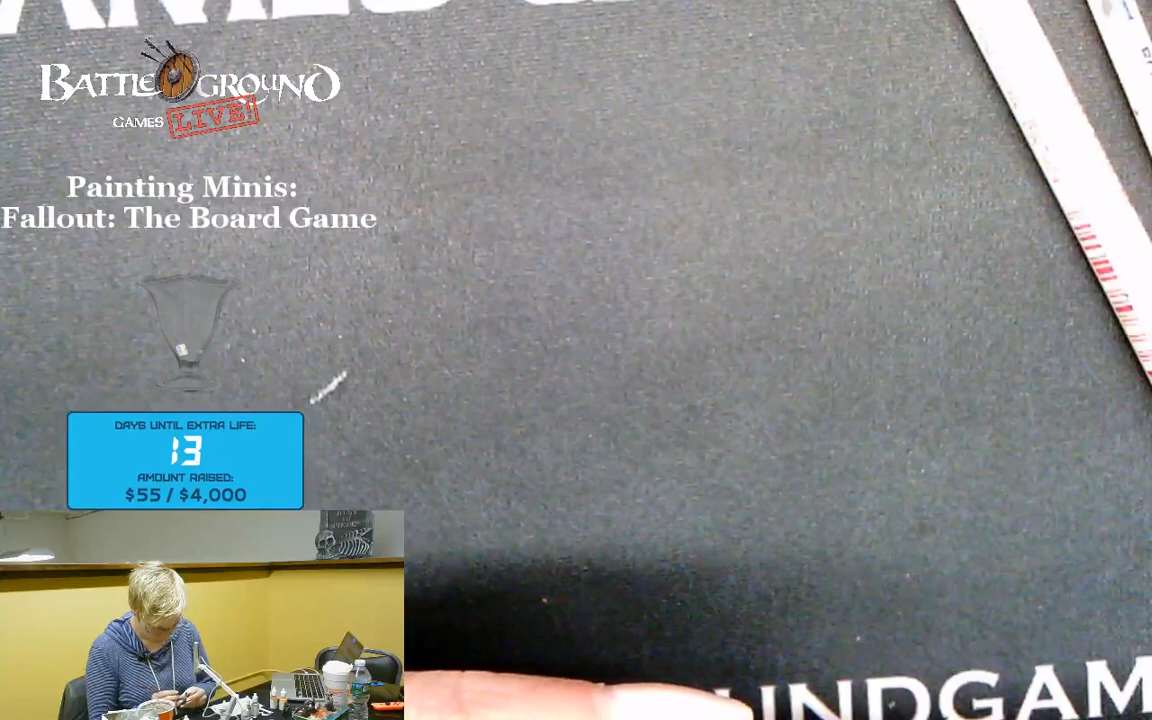 BATTLEGROUND
GAMES LIVE!
Painting Minis:
Fallout: The Board Game
DAYS UNTIL EXTRA LIFE:
13
AMOUNT RAISED:
$55 / $4,000
UNDGAM